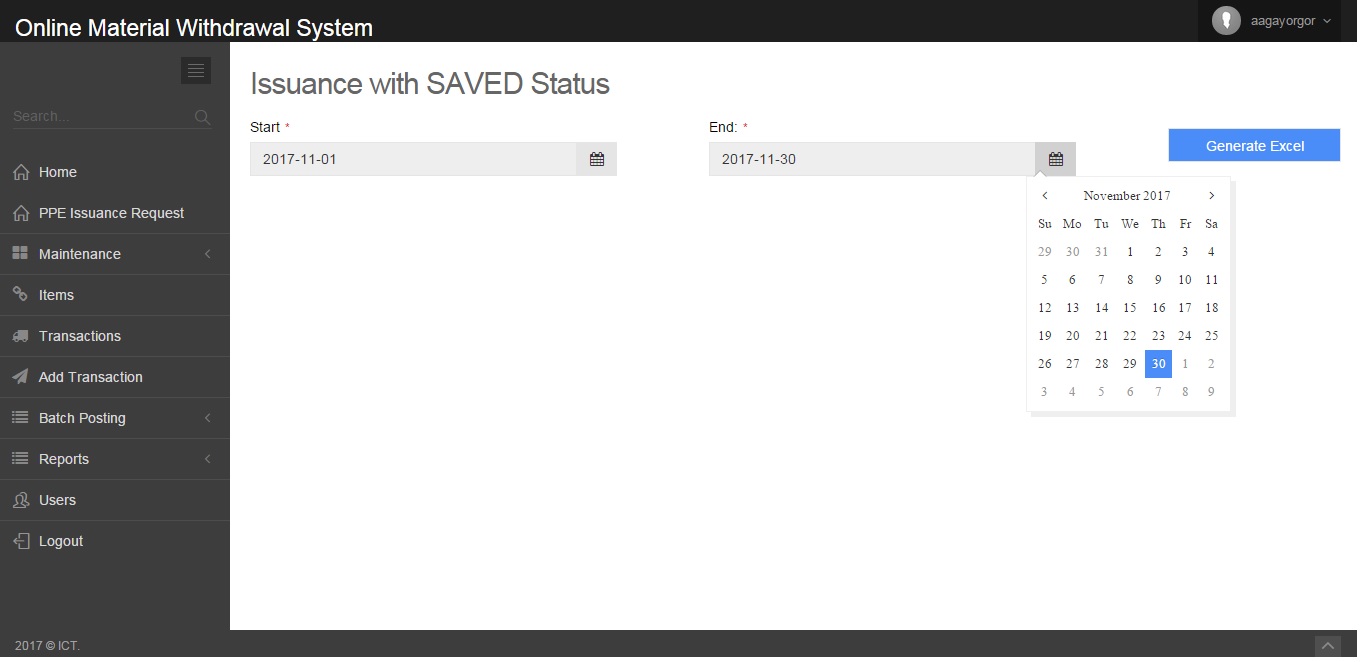 Online Material Withdrawal System
aagayorgor
Search...
Home
PPE Issuance Request
Maintenance
Items
Transactions
Add Transaction
Batch Posting
Reports
Users
Logout
Issuance with SAVED Status
Start *
2017-11-01
End: *
2017-11-30
Generate Excel
November 2017
Su Mo Tu We Th Fr Sa
29 30 31 1 2 3 4
5 6 7 8 9 10 11
12 13 14 15 16 17 18
19 20 21 22 23 24 25
26 27 28 29 30 1 2
3 4 5 6 7 8 9
2017 © ICT.